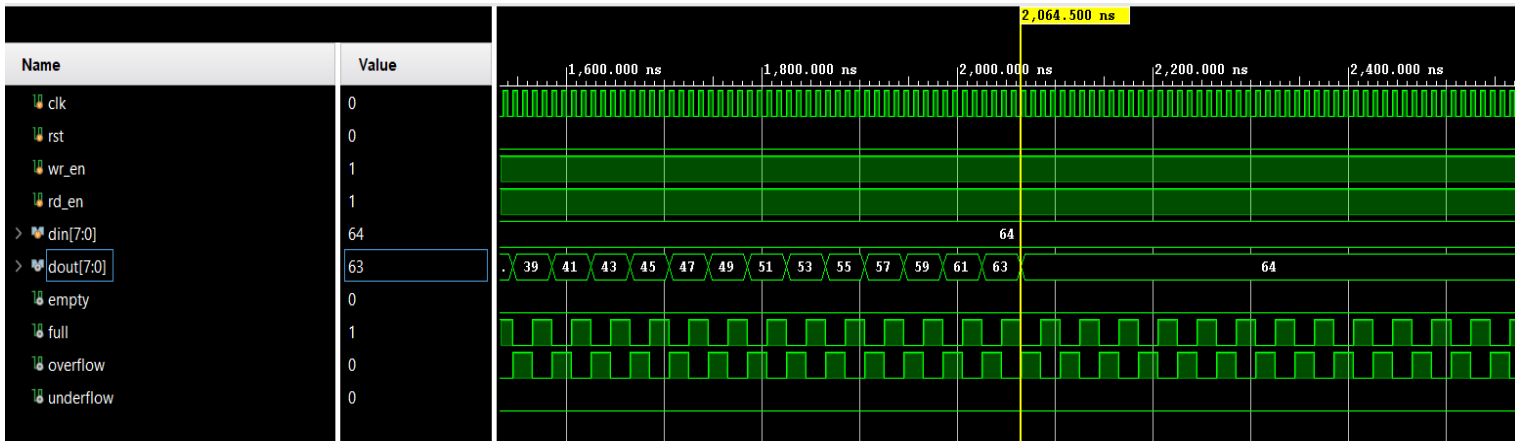 2,064.500 ns
Name Value 1,600.000 ns 1,800.000 ns 2,000.000 ns 2,200.000 ns 2,400.000 ns
clk 0
rst 0
wr_en 1
rd_en 1
din[7:0] 64 64
dout[7:0] 63 . 39 41 43 45 47 49 51 53 55 57 59 61 63 64
empty 0
full 1
overflow 0
underflow 0